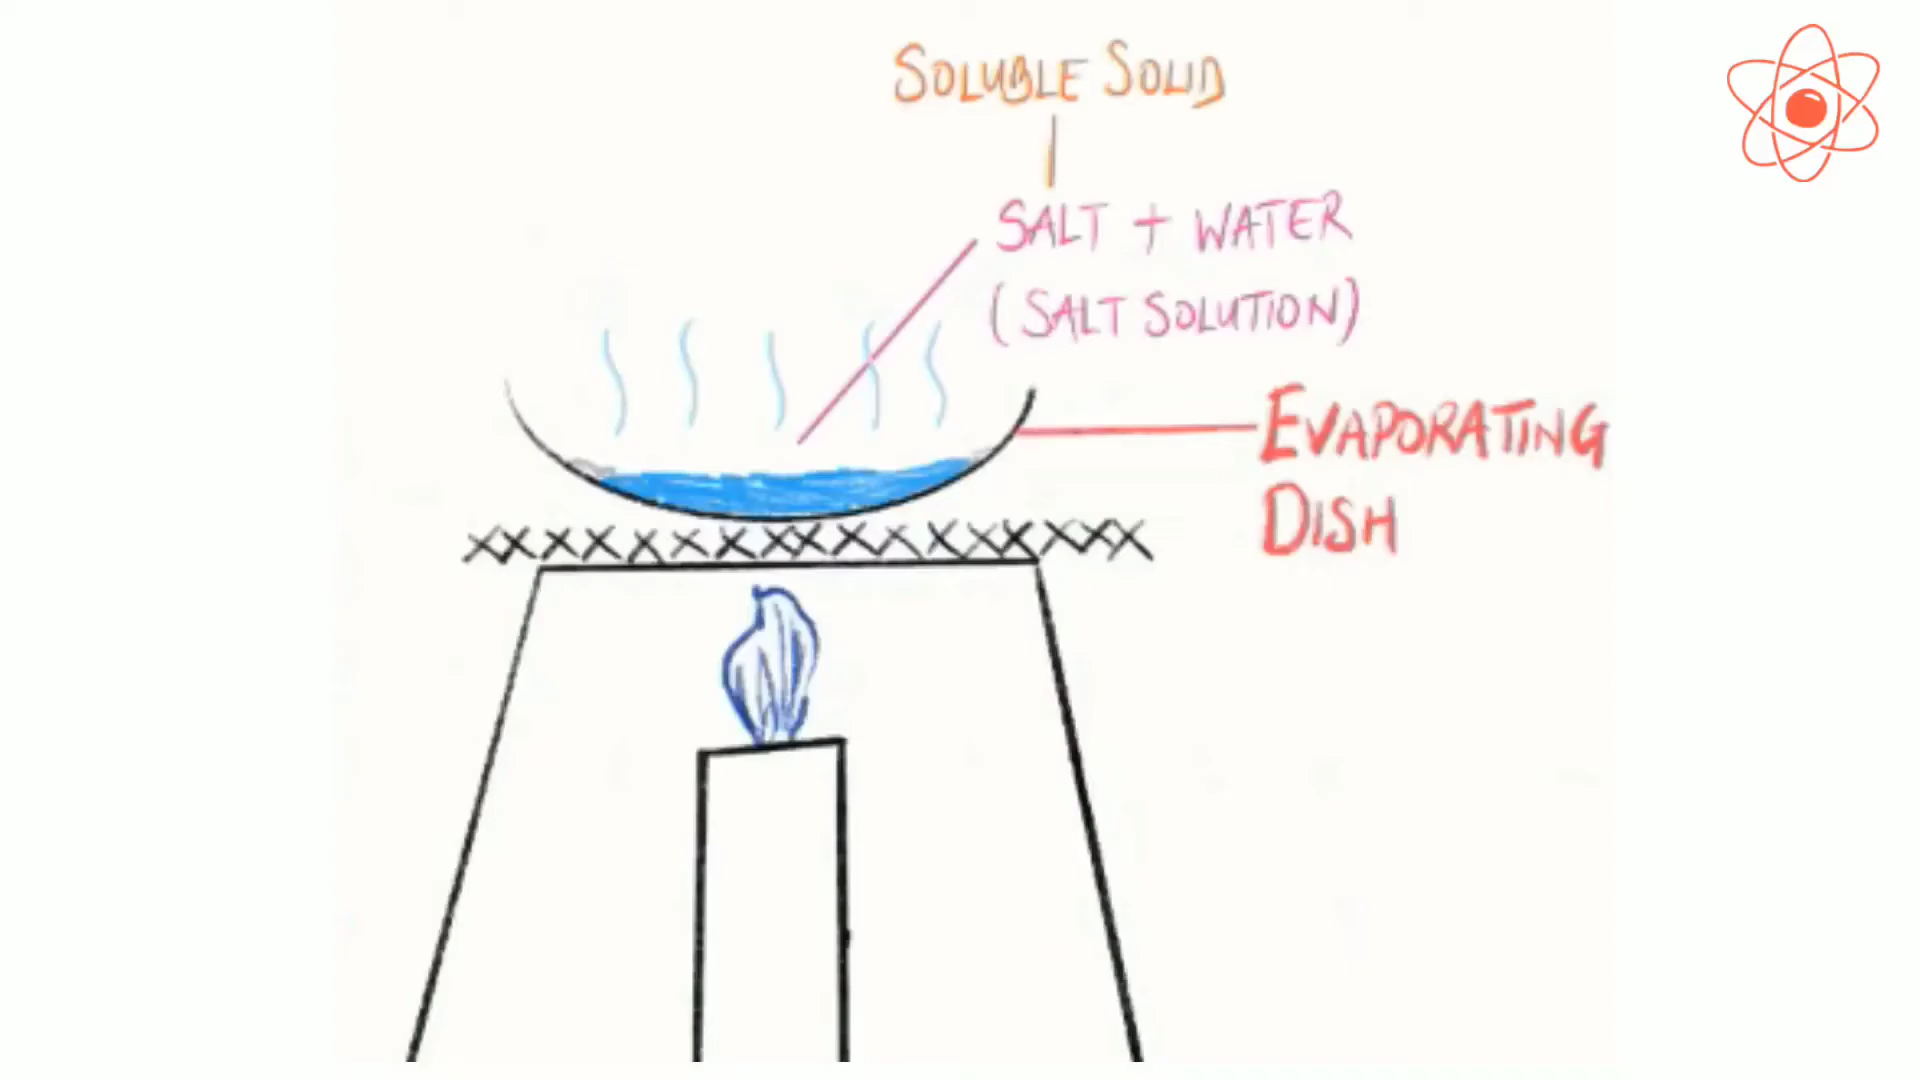 SOLUBLE SOLID
SALT + WATER
(SALT SOLUTION)
EVAPORATING
DISH